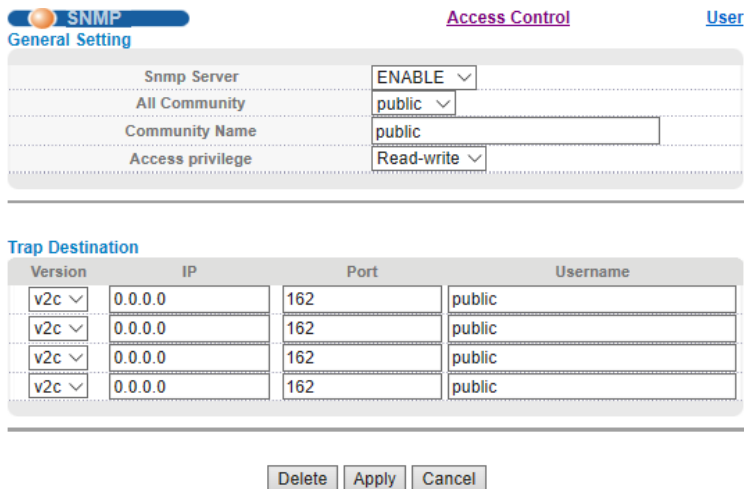 SNMP Access Control User
General Setting
Snmp Server ENABLE
All Community public
Community Name public
Access privilege Read-write
Trap Destination
Version IP Port Username
v2c 0.0.0.0 162 public
v2c 0.0.0.0 162 public
v2c 0.0.0.0 162 public
v2c 0.0.0.0 162 public
Delete Apply Cancel